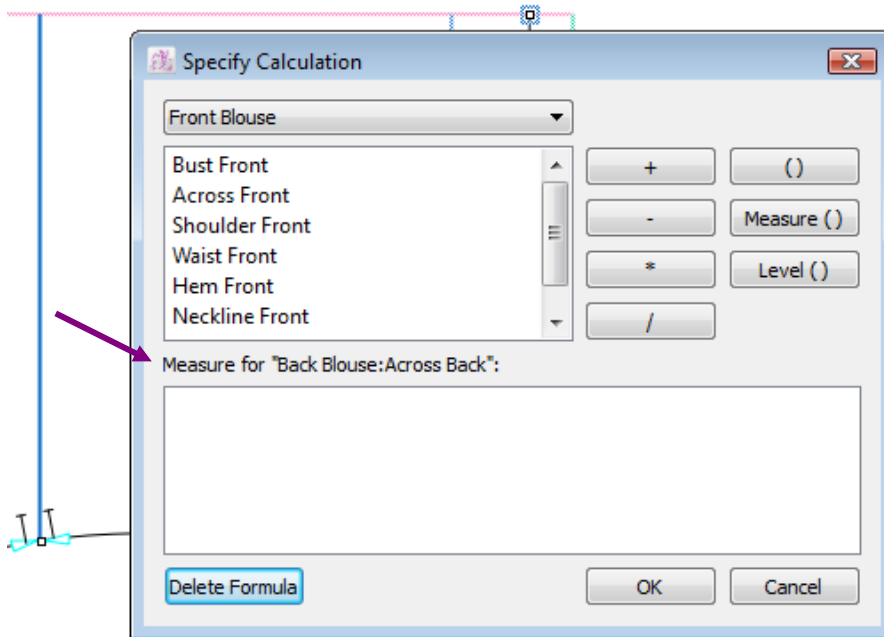 Specify Calculation
Front Blouse
Bust Front
Across Front
Shoulder Front
Waist Front
Hem Front
Neckline Front
+
()
-
Measure ()
*
Level ()
/
Measure for "Back Blouse:Across Back":
Delete Formula
OK
Cancel